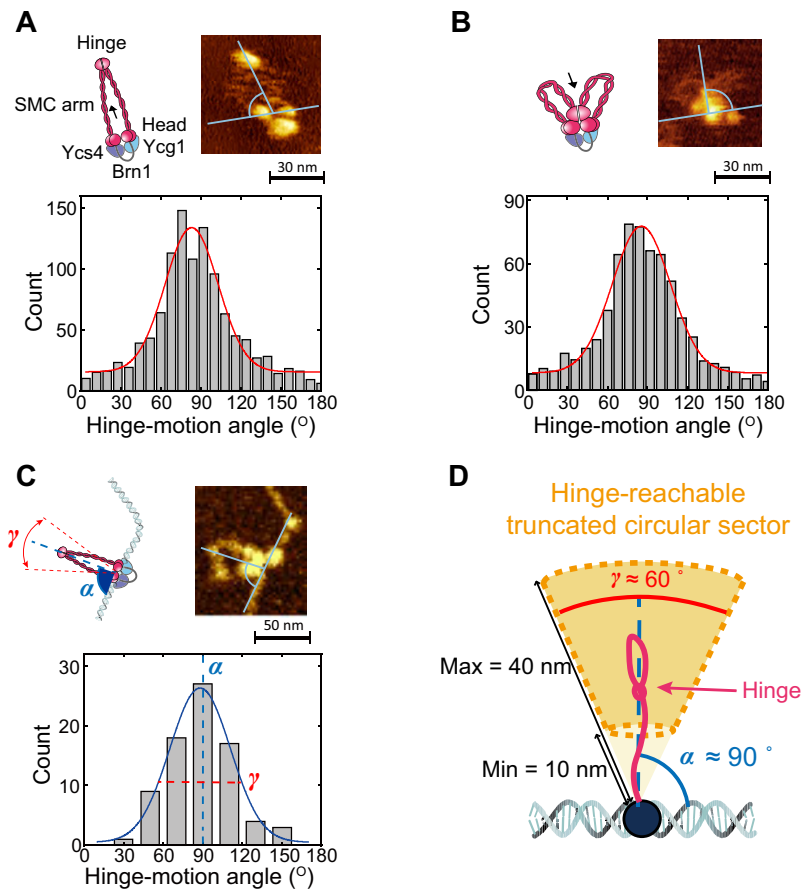 A
Hinge
SMC arm
Head
Ycs4
Ycg1
Brn1
30 nm
150
100
50
0
Count
0 30 60 90 120 150 180
Hinge-motion angle (O)
B
30 nm
90
60
30
0
Count
0 30 60 90 120 150 180
Hinge-motion angle (O)
C
γ
α
50 nm
30
20
10
0
Count
α
γ
0 30 60 90 120 150 180
Hinge-motion angle (O)
D
Hinge-reachable
truncated circular sector
γ ≈ 60 °
Max = 40 nm
Hinge
Min = 10 nm
α ≈ 90 °